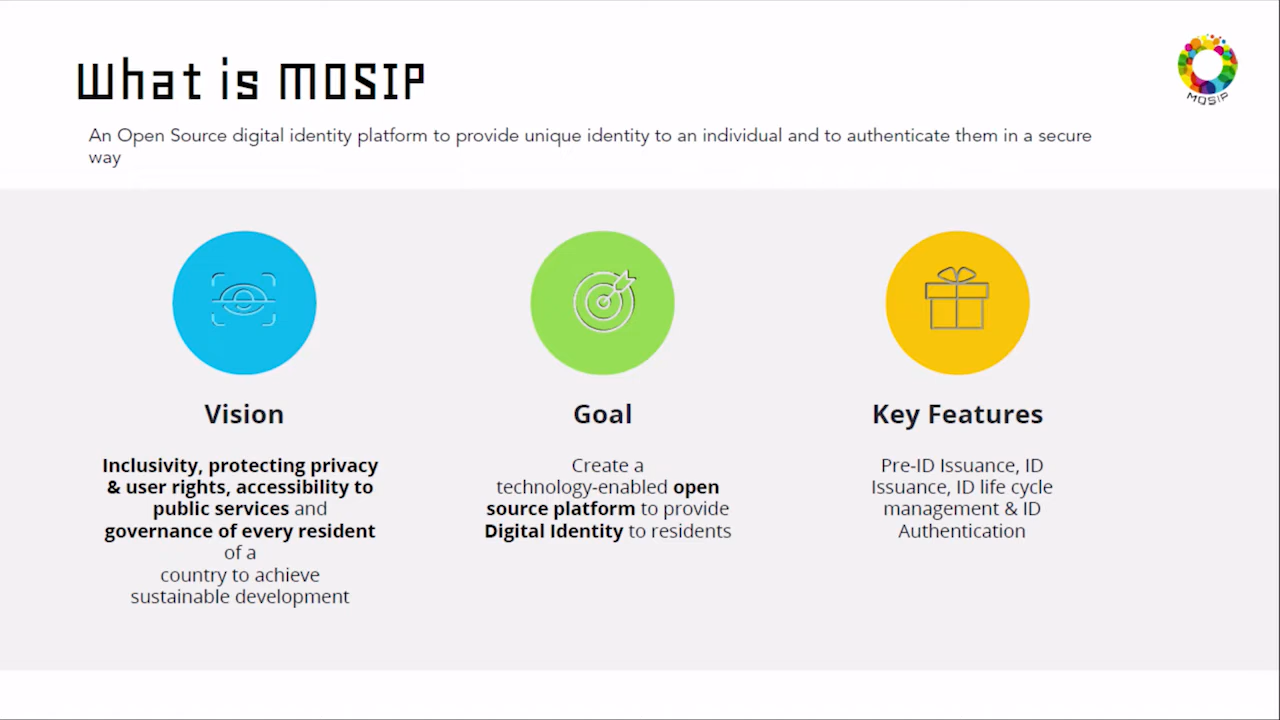 What is MOSIP
MOSIP
An Open Source digital identity platform to provide unique identity to an individual and to authenticate them in a secure
way
Vision
Inclusivity, protecting privacy
& user rights, accessibility to
public services and
governance of every resident
of a
country to achieve
sustainable development
Goal
Create a
technology-enabled open
source platform to provide
Digital Identity to residents
Key Features
Pre-ID Issuance, ID
Issuance, ID life cycle
management & ID
Authentication